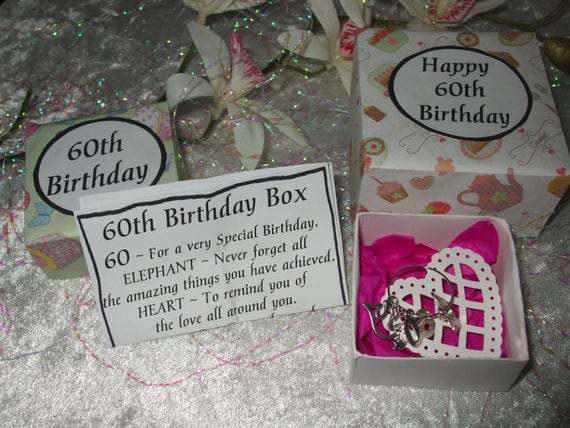 60th
Birthday
Happy
60th
Birthday
60th Birthday Box
60 ~ For a very Special Birthday.
ELEPHANT ~ Never forget all
the amazing things you have achieved.
HEART ~ To remind you of
the love all around you.